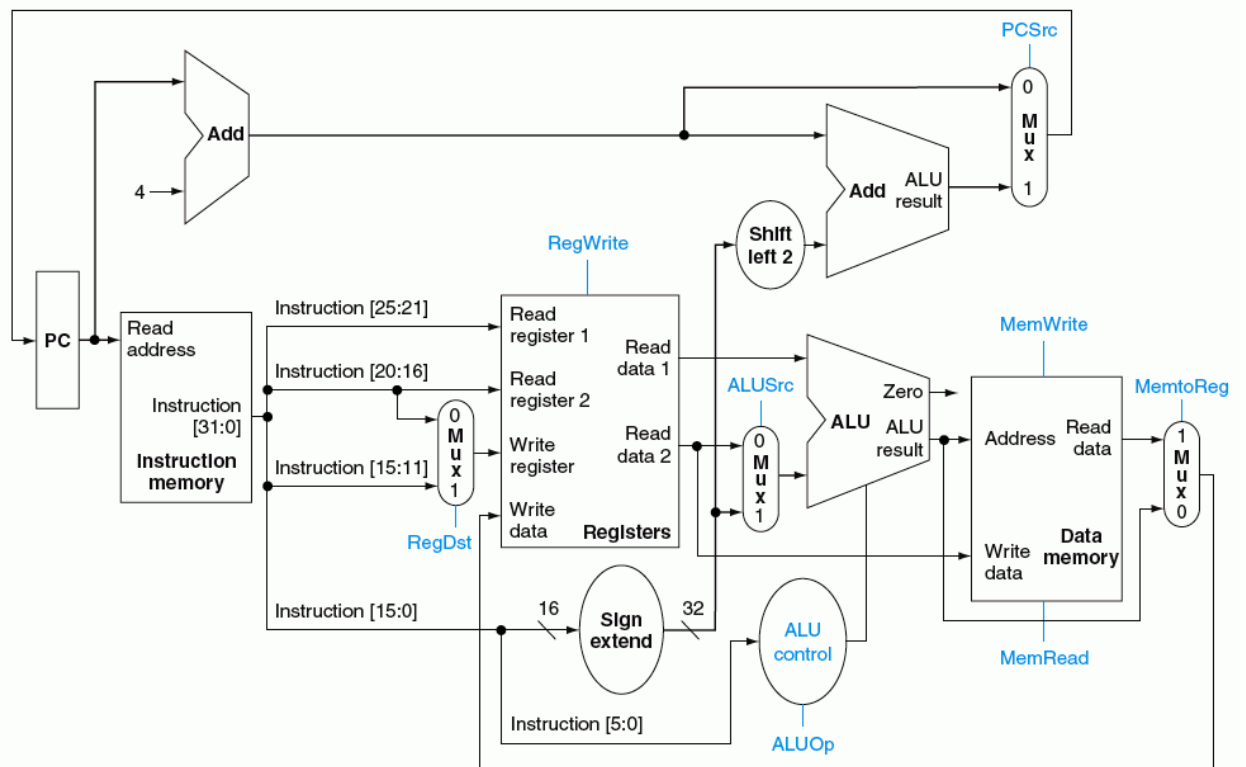 PCSrc
0
M
u
x
1
Add
4
Add
ALU
result
Shift
left 2
RegWrite
PC
Read
address
Instruction
[31:0]
Instruction
memory
Instruction [25:21]
Instruction [20:16]
Instruction [15:11]
Instruction [15:0]
0
M
u
x
1
RegDst
Read
register 1
Read
register 2
Write
register
Write
data
Read
data 1
Read
data 2
Registers
ALUSrc
0
M
u
x
1
Zero
ALU
ALU
result
MemWrite
Address
Read
data
Write
data
Data
memory
MemRead
MemtoReg
1
M
u
x
0
16
Sign
extend
32
ALU
control
ALUOp
Instruction [5:0]